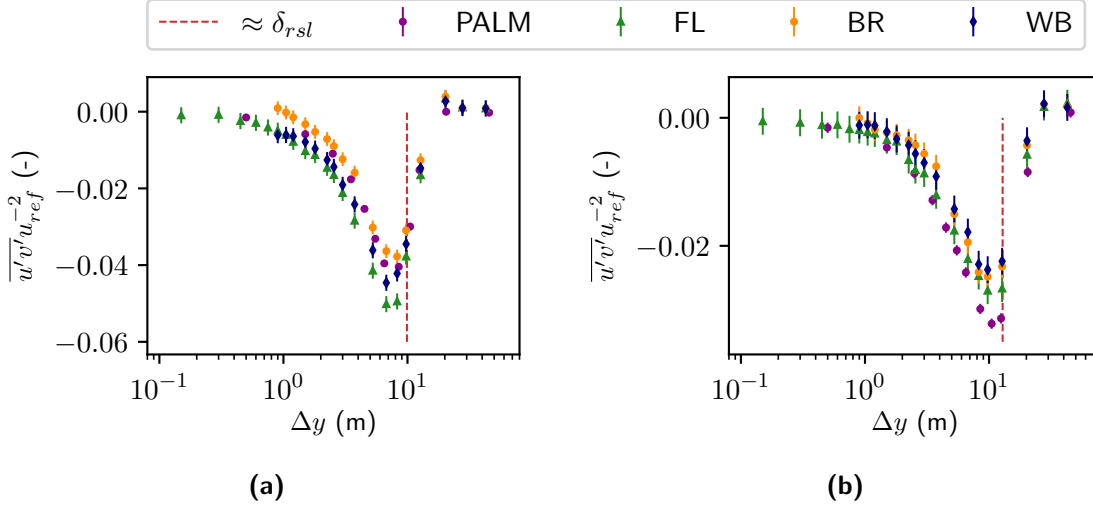 ≈ δ_{rsl} PALM FL BR WB
0.00
−0.02
−0.04
−0.06
\overline{u'v'}u_{ref}^{-2} (-)
10^{−1} 10^{0} 10^{1}
Δy (m)
(a)
0.00
−0.02
\overline{u'v'}u_{ref}^{-2} (-)
10^{−1} 10^{0} 10^{1}
Δy (m)
(b)